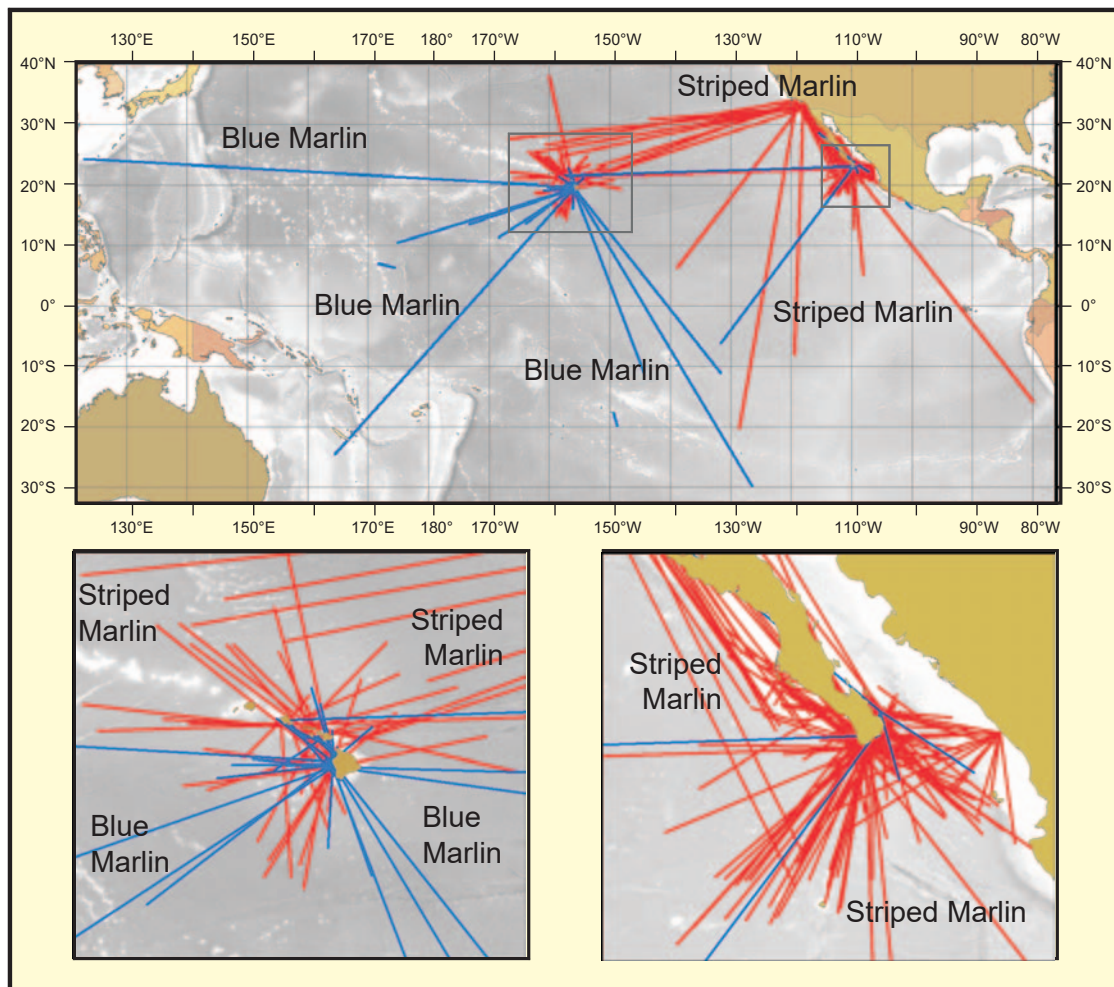 130°E 150°E 170°E 180° 170°W 150°W 130°W 110°W 90°W 80°W
40°N 40°N
Striped Marlin
30°N 30°N
Blue Marlin
20°N 20°N
10°N 10°N
Blue Marlin
0° 0°
Striped Marlin
10°S 10°S
Blue Marlin
20°S 20°S
30°S 30°S
130°E 150°E 170°E 180° 170°W 150°W 130°W 110°W 90°W 80°W
Striped
Marlin
Striped
Marlin
Blue
Marlin
Blue
Marlin
Striped
Marlin
Striped Marlin